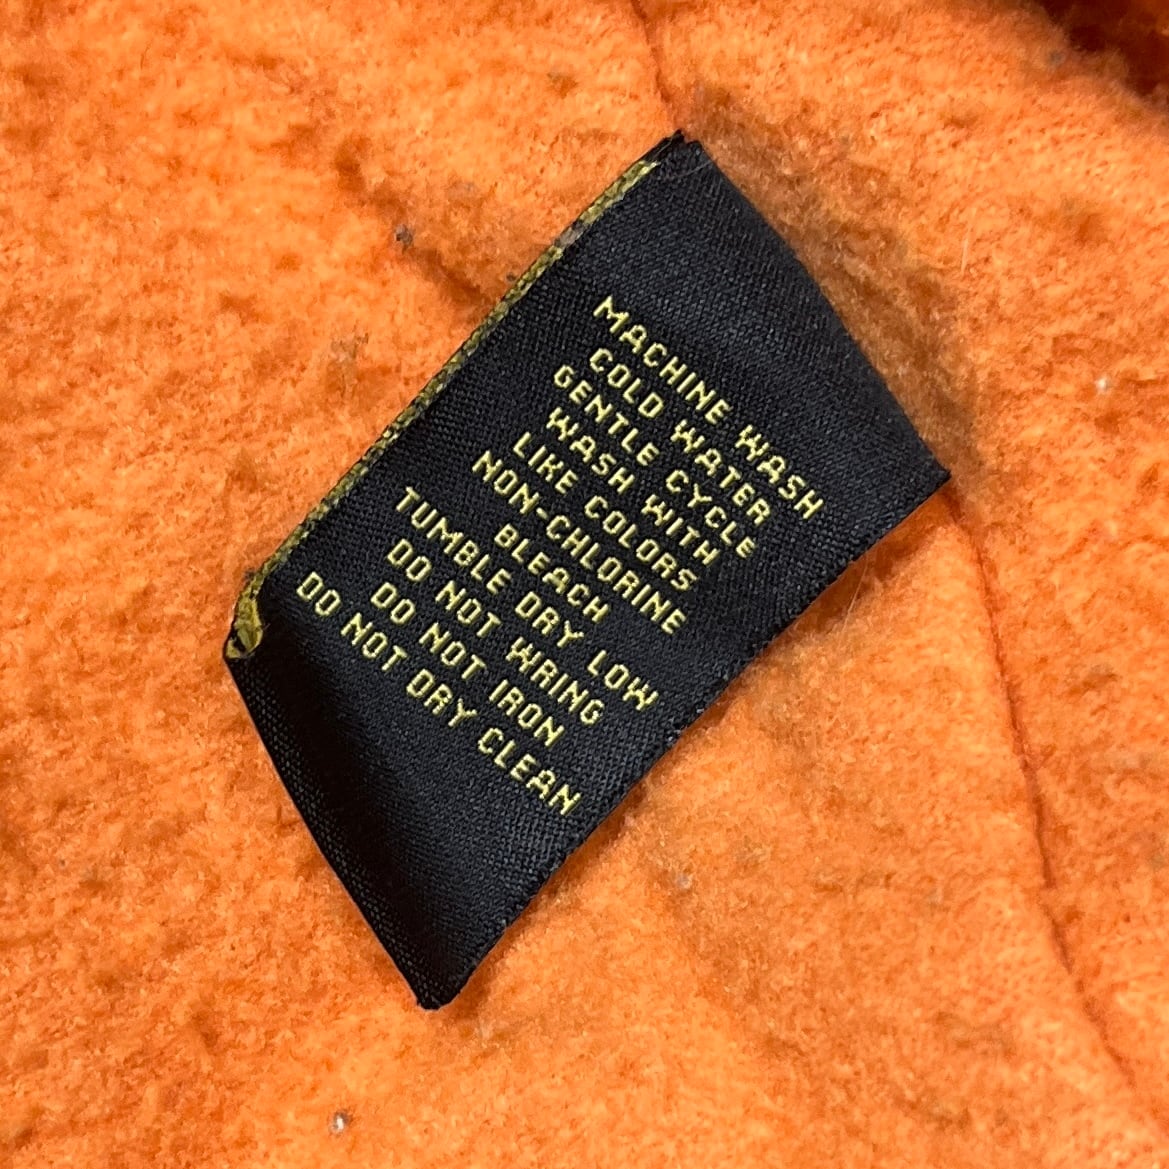 MACHINE WASH
COLD WATER
GENTLE CYCLE
WASH WITH
LIKE COLORS
NON-CHLORINE
BLEACH
TUMBLE DRY LOW
DO NOT WRING
DO NOT IRON
DO NOT DRY CLEAN